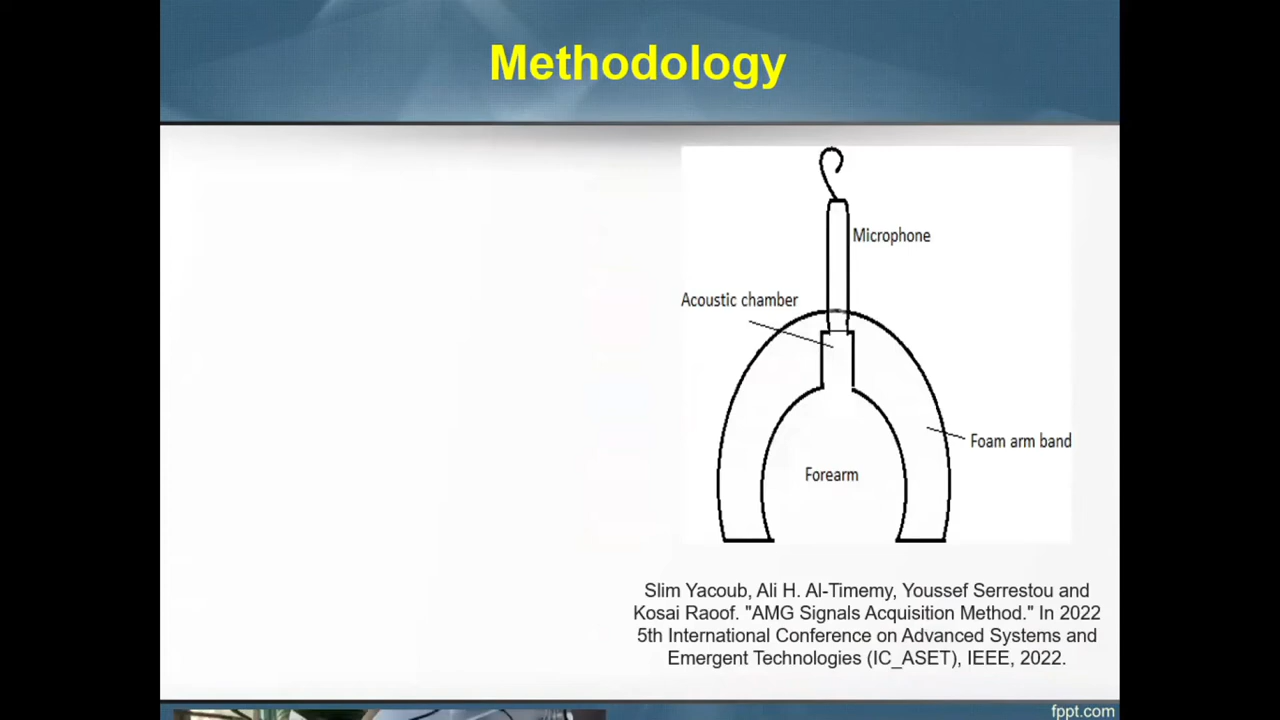 Methodology
Microphone
Acoustic chamber
Foam arm band
Forearm
Slim Yacoub, Ali H. Al-Timemy, Youssef Serrestou and
Kosai Raoof. "AMG Signals Acquisition Method." In 2022
5th International Conference on Advanced Systems and
Emergent Technologies (IC_ASET), IEEE, 2022.
fppt.com